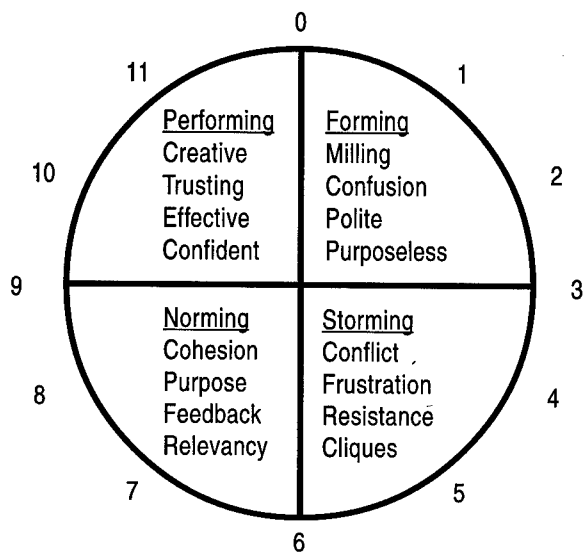 0
11
1
Performing
Creative
Trusting
Effective
Confident
Forming
Milling
Confusion
Polite
Purposeless
10
2
9
3
Norming
Cohesion
Purpose
Feedback
Relevancy
Storming
Conflict
Frustration
Resistance
Cliques
8
4
7
5
6